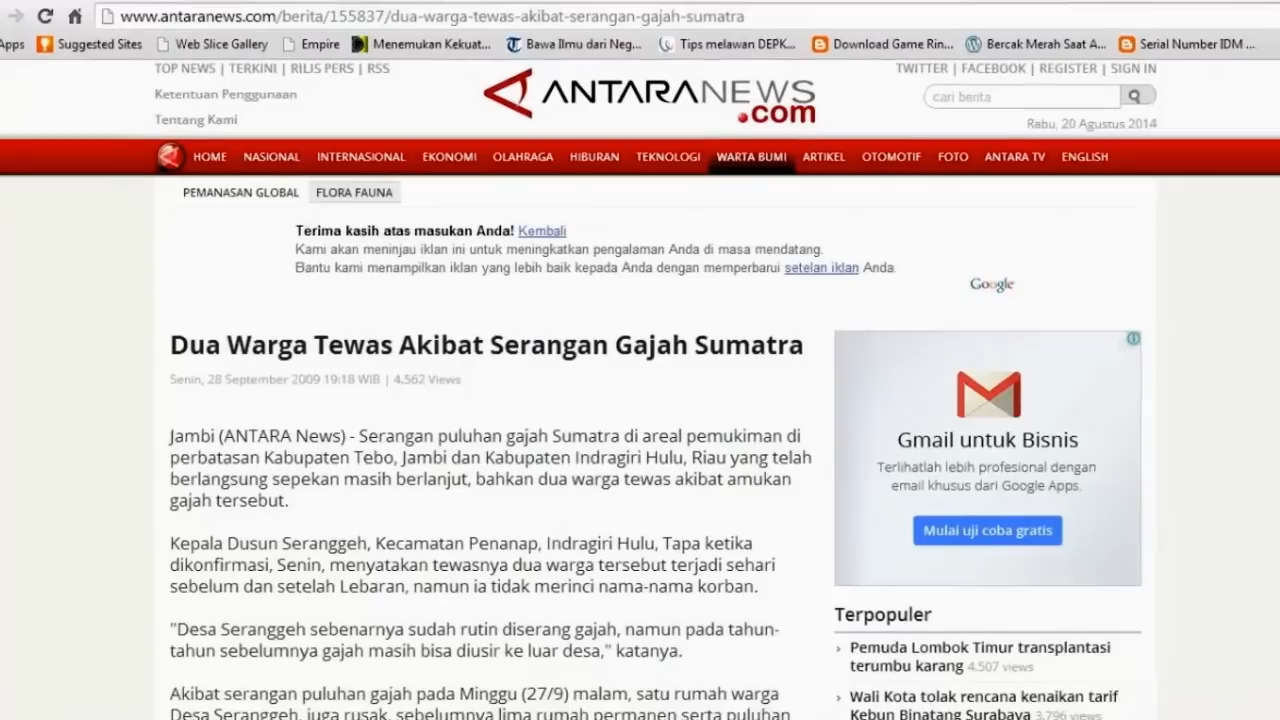 www.antaranews.com/berita/155837/dua-warga-tewas-akibat-serangan-gajah-sumatra
Apps Suggested Sites Web Slice Gallery Empire Menemukan Kekuat... Bawa Ilmu dari Neg... Tips melawan DEPK... Download Game Rin... Bercak Merah Saat A... Serial Number IDM ...
TOP NEWS | TERKINI | RILIS PERS | RSS
Ketentuan Penggunaan
Tentang Kami
ANTARANEWS
.com
TWITTER | FACEBOOK | REGISTER | SIGN IN
cari berita
Rabu, 20 Agustus 2014
HOME NASIONAL INTERNASIONAL EKONOMI OLAHRAGA HIBURAN TEKNOLOGI WARTA BUMI ARTIKEL OTOMOTIF FOTO ANTARA TV ENGLISH
PEMANASAN GLOBAL FLORA FAUNA
Terima kasih atas masukan Anda! Kembali
Kami akan meninjau iklan ini untuk meningkatkan pengalaman Anda di masa mendatang.
Bantu kami menampilkan iklan yang lebih baik kepada Anda dengan memperbarui setelan iklan Anda.
Google
Dua Warga Tewas Akibat Serangan Gajah Sumatra
Senin, 28 September 2009 19:18 WIB | 4.562 Views
Jambi (ANTARA News) - Serangan puluhan gajah Sumatra di areal pemukiman di
perbatasan Kabupaten Tebo, Jambi dan Kabupaten Indragiri Hulu, Riau yang telah
berlangsung sepekan masih berlanjut, bahkan dua warga tewas akibat amukan
gajah tersebut.
Kepala Dusun Seranggeh, Kecamatan Penanap, Indragiri Hulu, Tapa ketika
dikonfirmasi, Senin, menyatakan tewasnya dua warga tersebut terjadi sehari
sebelum dan setelah Lebaran, namun ia tidak merinci nama-nama korban.
"Desa Seranggeh sebenarnya sudah rutin diserang gajah, namun pada tahun-
tahun sebelumnya gajah masih bisa diusir ke luar desa," katanya.
Akibat serangan puluhan gajah pada Minggu (27/9) malam, satu rumah warga
Desa Seranggeh, juga rusak, sebelumnya lima rumah permanen serta puluhan
Gmail untuk Bisnis
Terlihatlah lebih profesional dengan
email khusus dari Google Apps.
Mulai uji coba gratis
Terpopuler
Pemuda Lombok Timur transplantasi
terumbu karang 4.507 views
Wali Kota tolak rencana kenaikan tarif
Kebun Binatang Surabaya 3.796 views